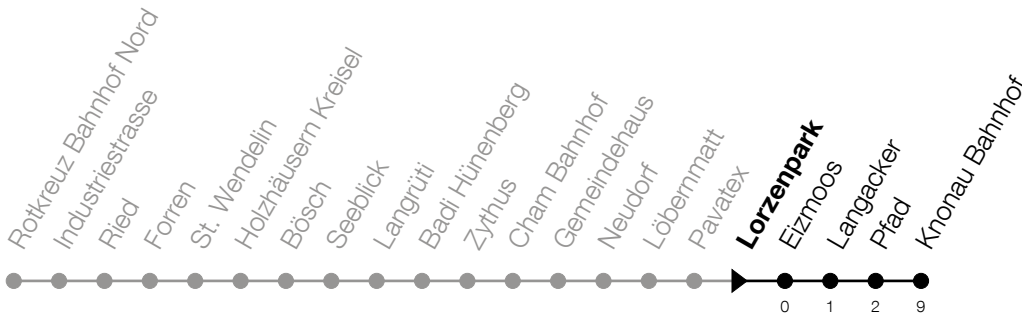 Rotkreuz Bahnhof Nord
Industriestrasse
Ried
Forren
St. Wendelin
Holzhäusern Kreisel
Bösch
Seeblick
Langrüti
Badi Hünenberg
Zythus
Cham Bahnhof
Gemeindehaus
Neudorf
Löbernmatt
Pavatex
Lorzenpark
Eizmoos
Langacker
Pfad
Knonau Bahnhof
0 1 2 9